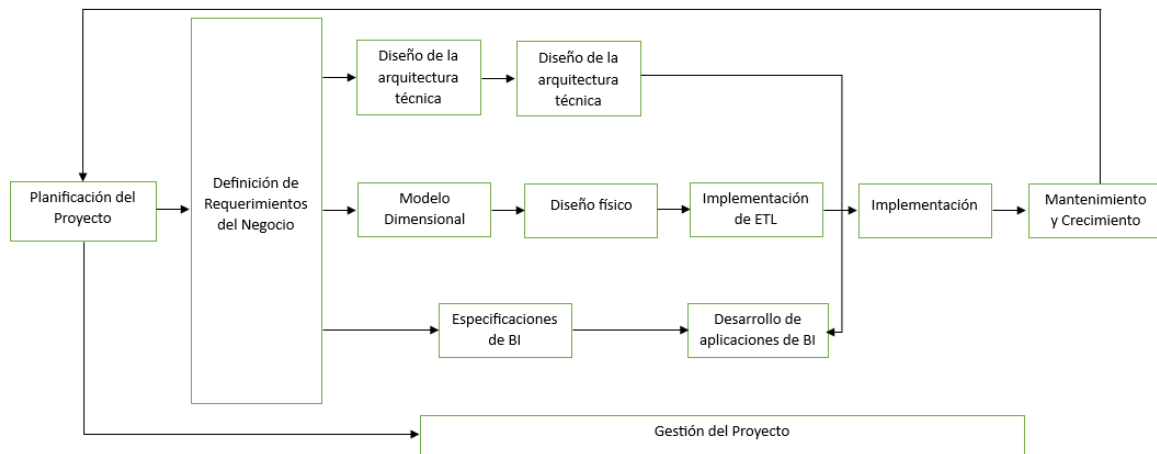 Diseño de la
arquitectura
técnica
Diseño de la
arquitectura
técnica
Planificación del
Proyecto
Definición de
Requerimientos
del Negocio
Modelo
Dimensional
Diseño físico
Implementación
de ETL
Implementación
Mantenimiento
y Crecimiento
Especificaciones
de BI
Desarrollo de
aplicaciones de BI
Gestión del Proyecto